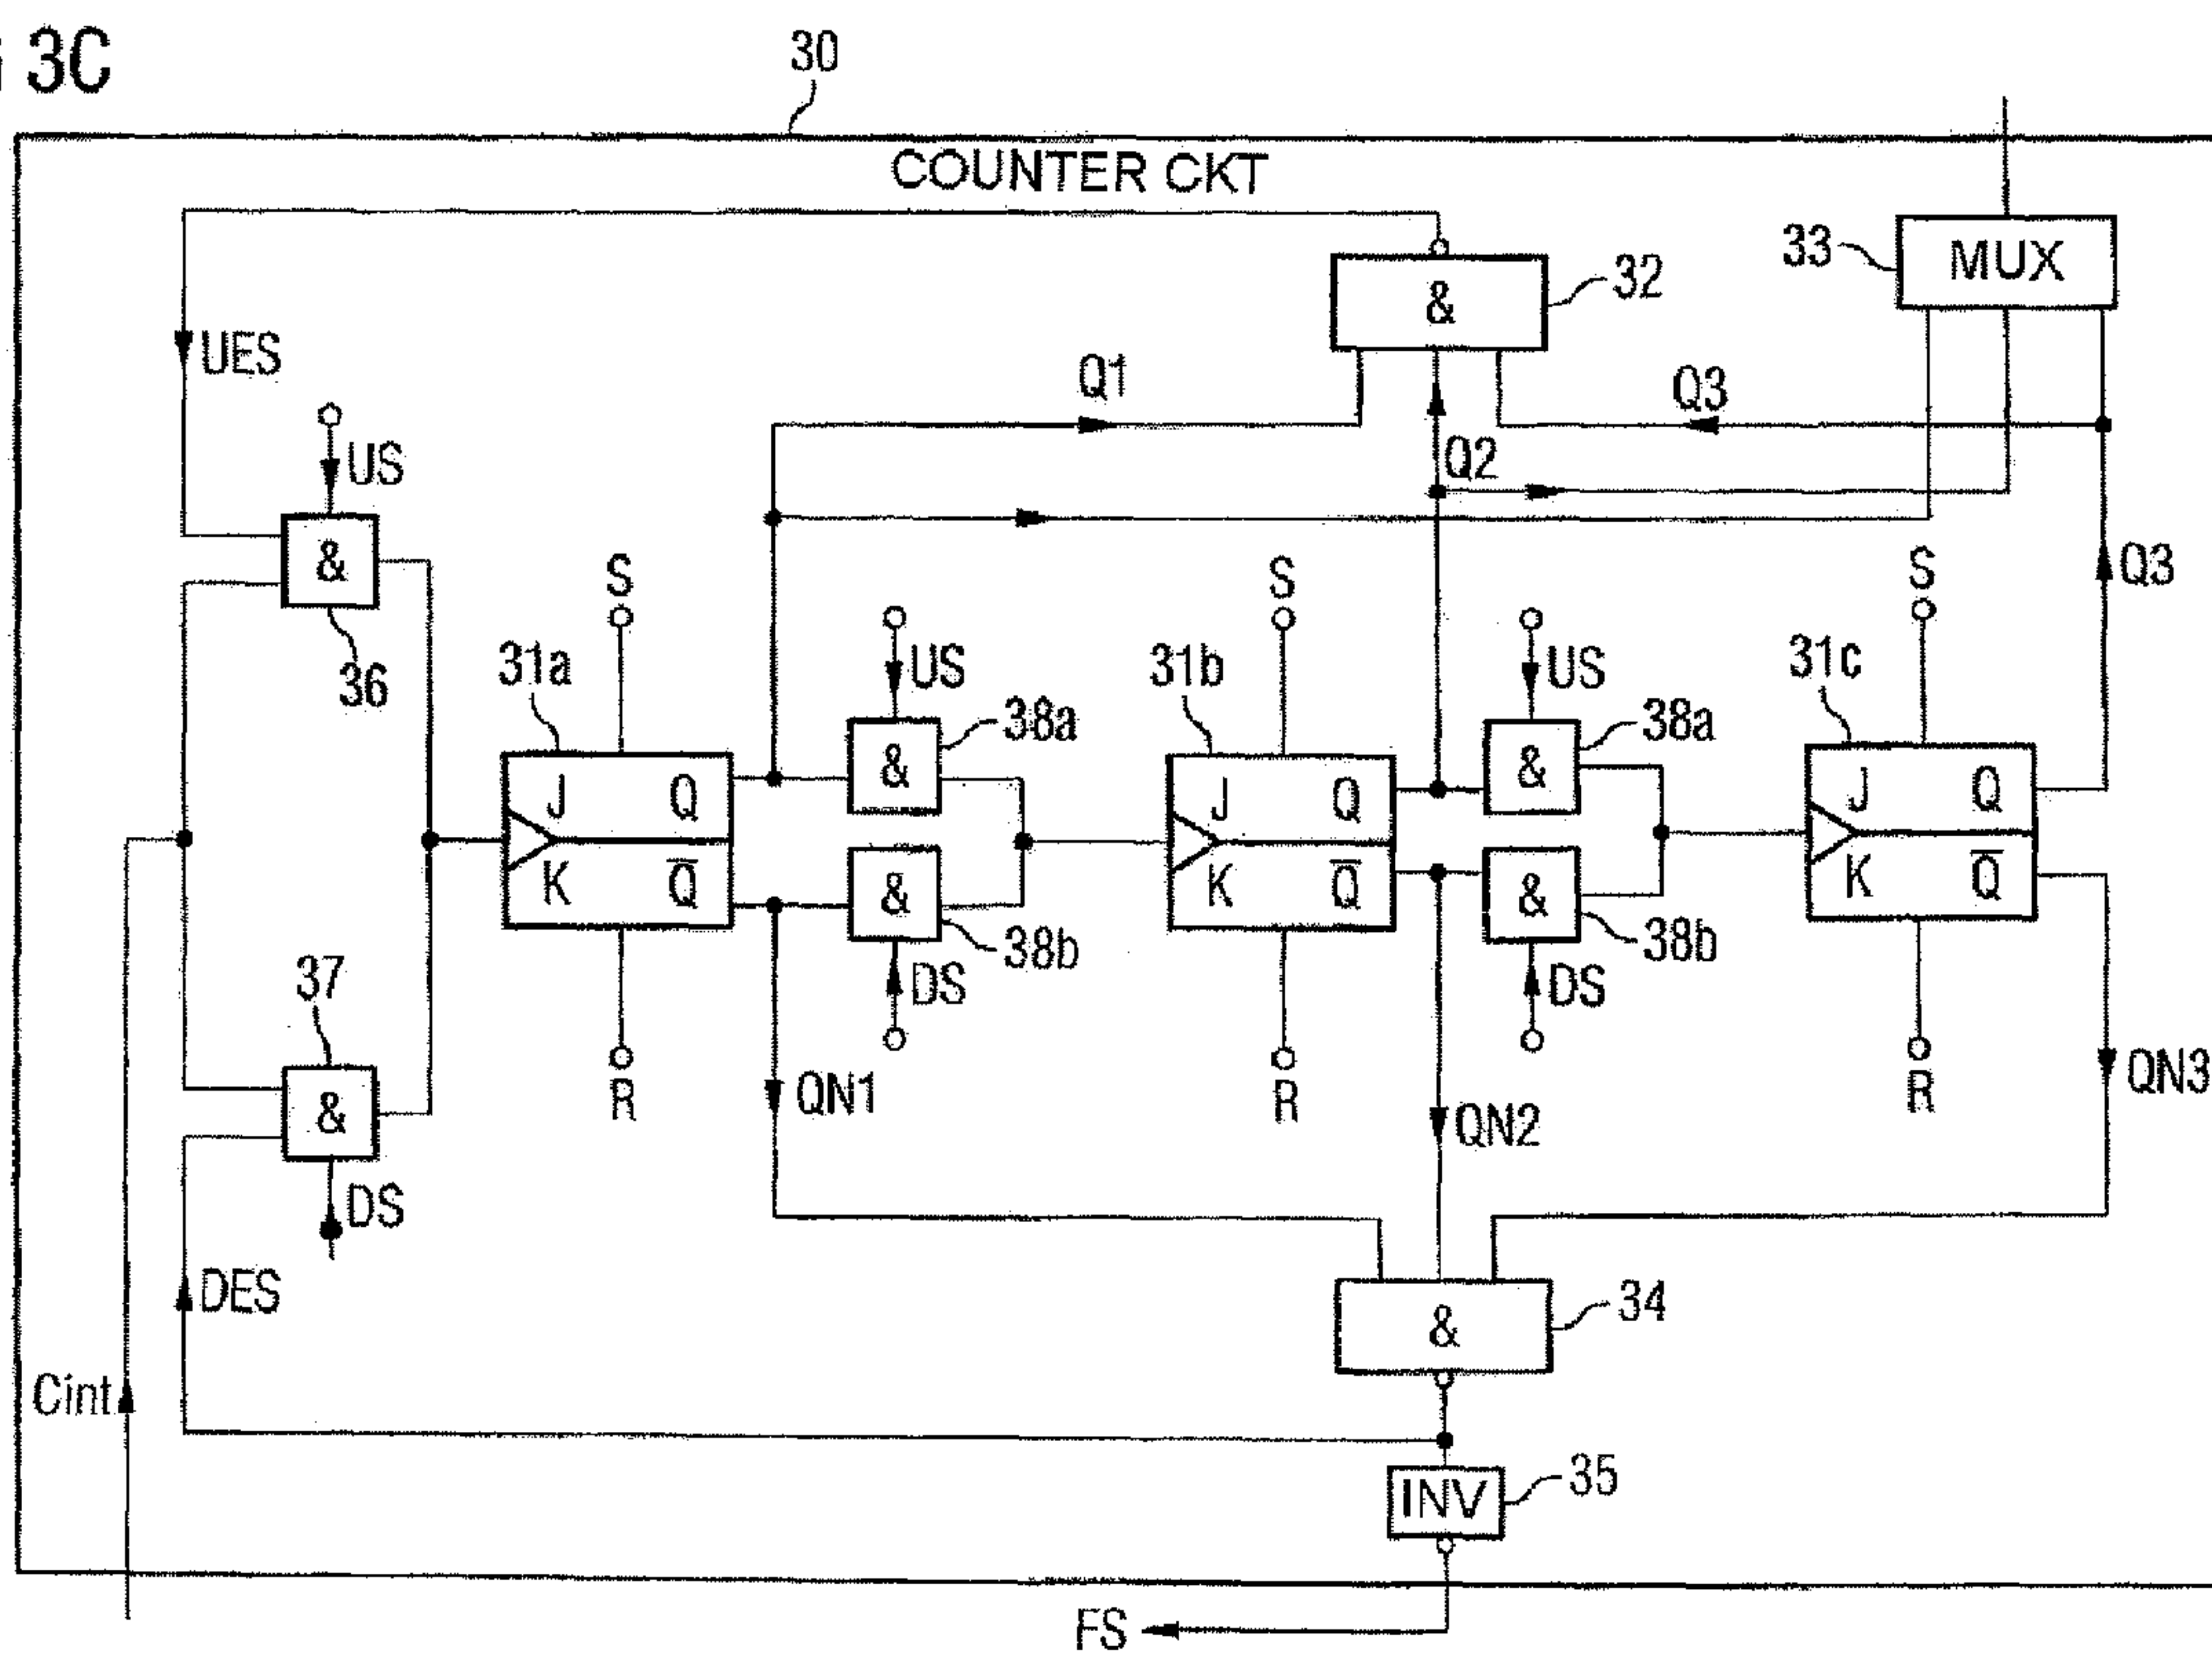 3C
30
COUNTER CKT
33
MUX
32
&
UES
Q1
Q3
US
Q2
&
S
S
S
Q3
36
31a
US
38a
31b
US
38a
31c
J
Q
&
J
Q
&
J
Q
K
Q̅
&
K
Q̅
&
K
Q̅
38b
38b
37
DS
DS
&
R
QN1
R
QN2
R
QN3
DS
DES
&
34
Cint
INV
35
FS